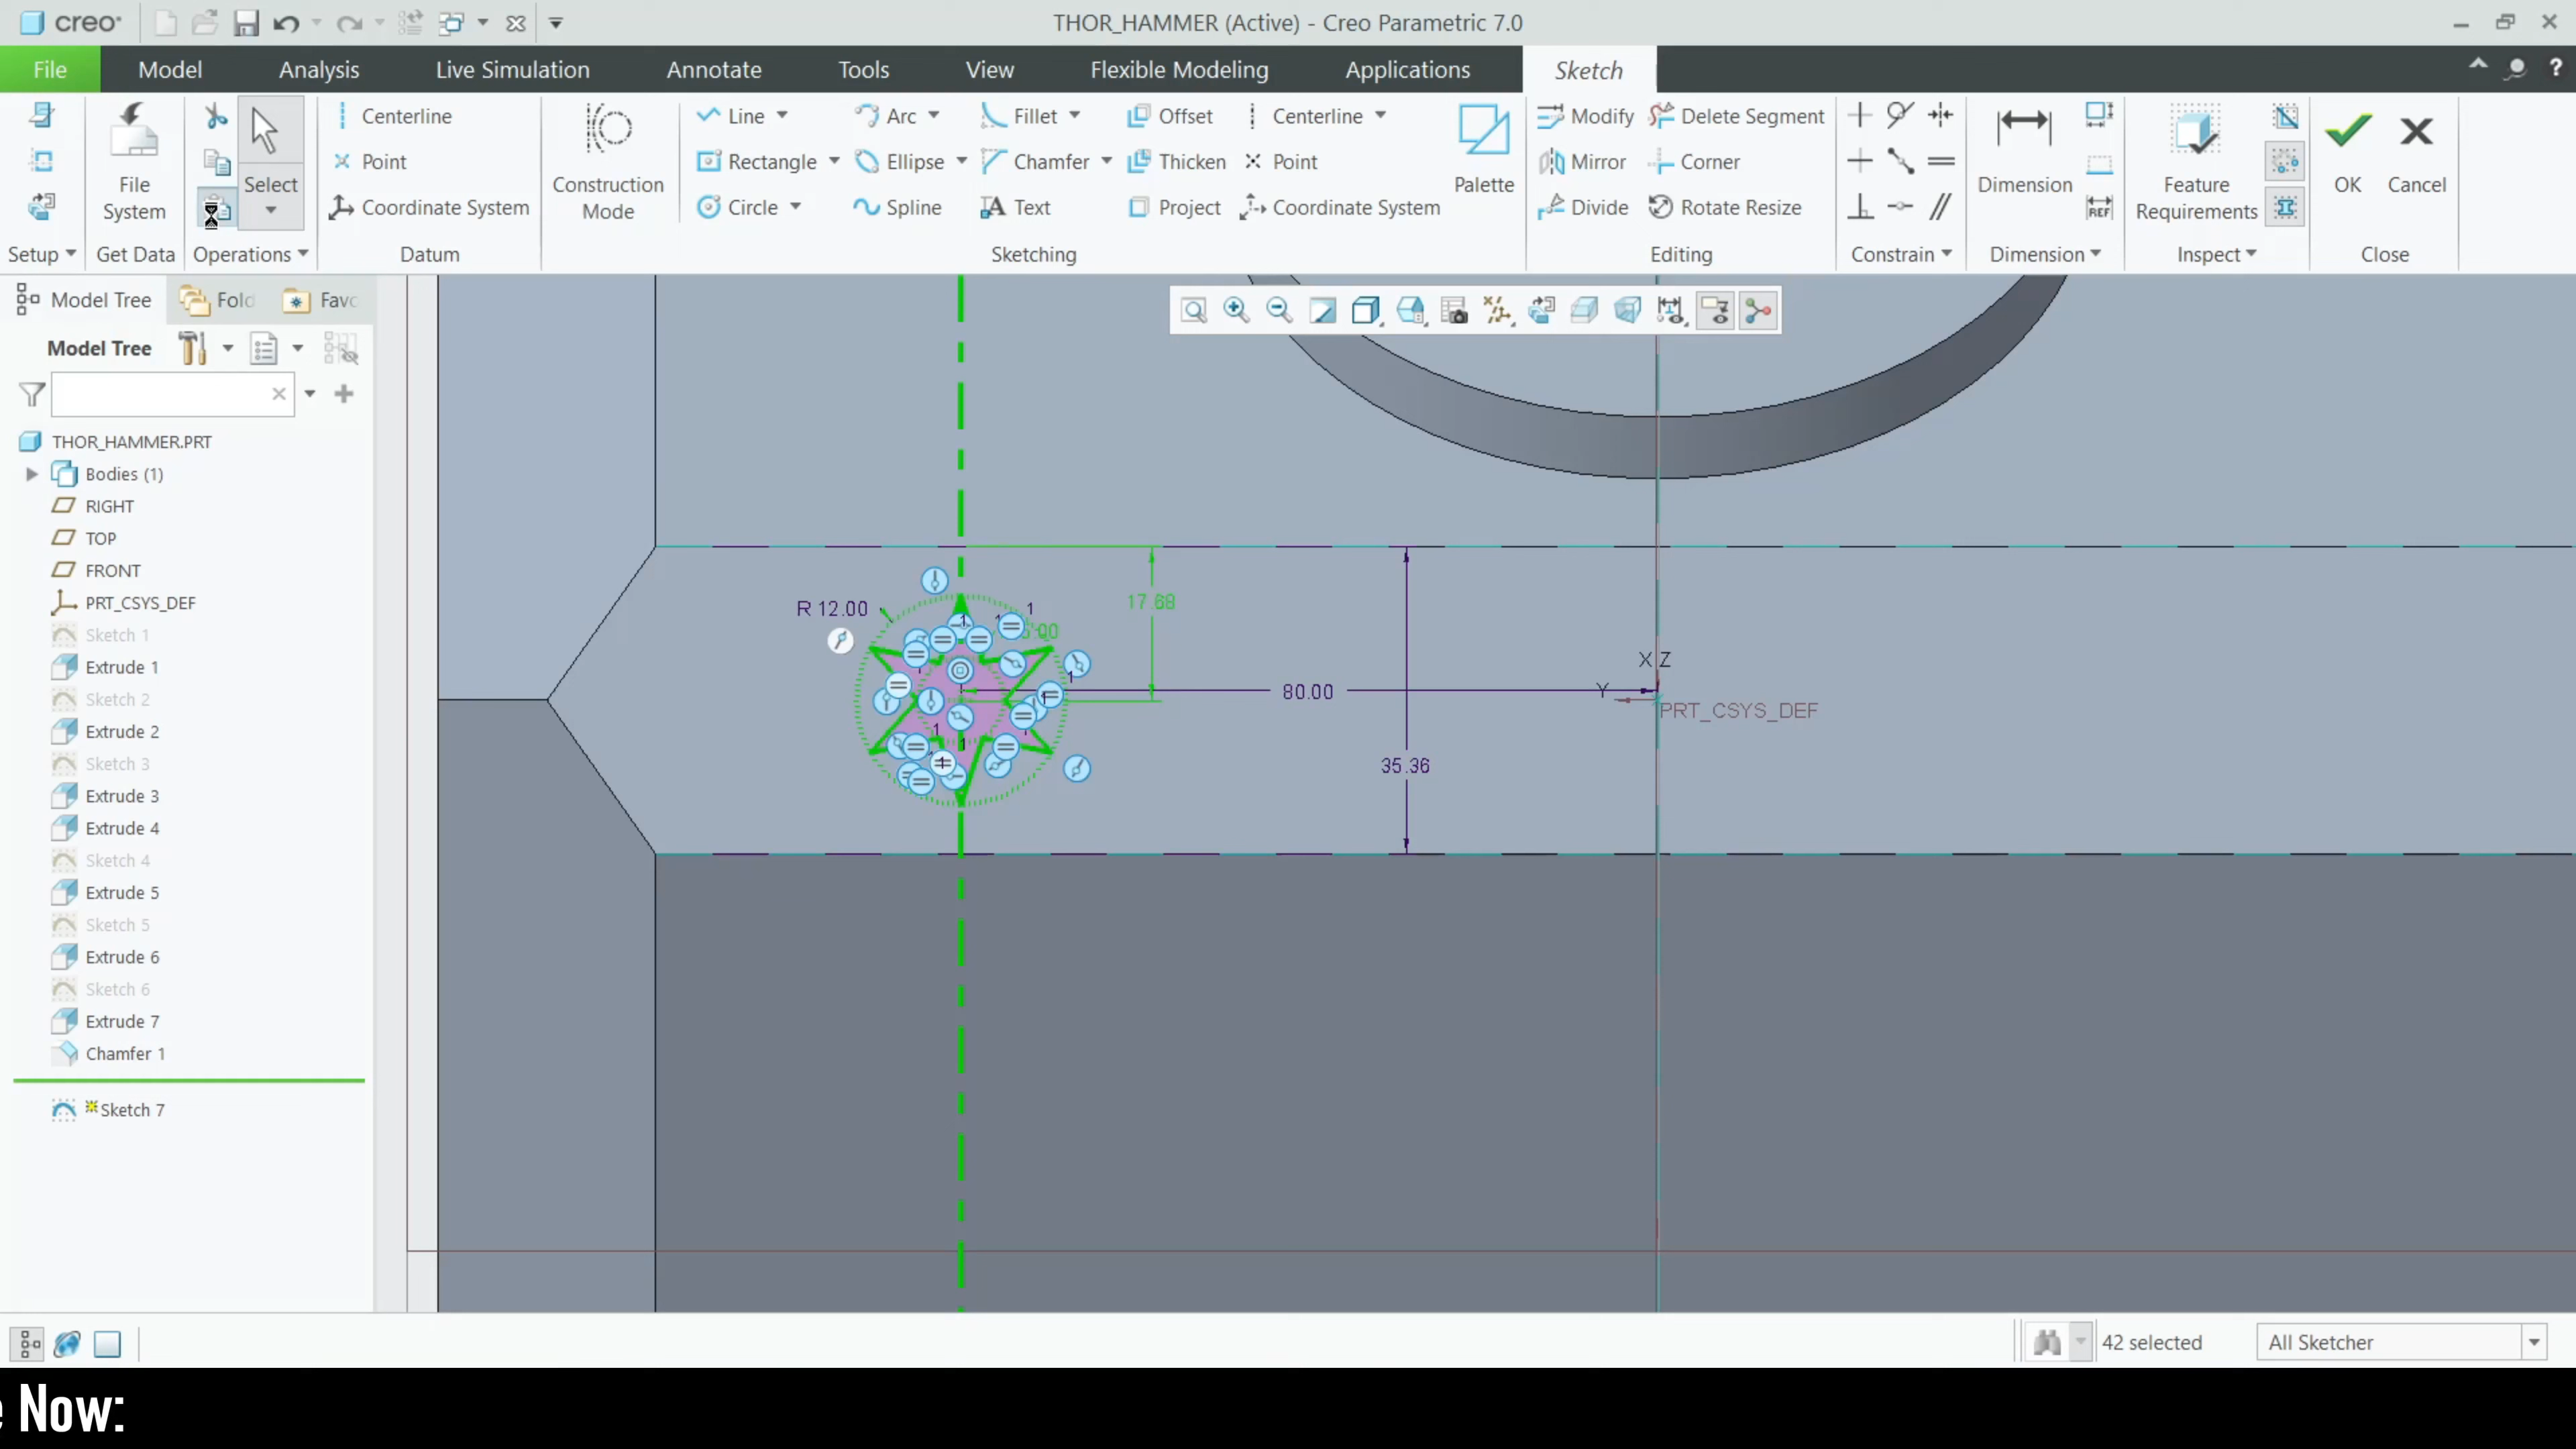 creo°
THOR_HAMMER (Active) - Creo Parametric 7.0
File Model Analysis Live Simulation Annotate Tools View Flexible Modeling Applications Sketch
Centerline
Point
Coordinate System
File System
Select
Construction Mode
Line Arc Fillet Offset Centerline
Rectangle Ellipse Chamfer Thicken Point
Circle Spline Text Project Coordinate System
Palette
Modify Delete Segment
Mirror Corner
Divide Rotate Resize
Dimension
REF
Feature Requirements
OK Cancel
Setup Get Data Operations Datum Sketching Editing Constrain Dimension Inspect Close
Model Tree Fold Favc
Model Tree
THOR_HAMMER.PRT
Bodies (1)
RIGHT
TOP
FRONT
PRT_CSYS_DEF
Sketch 1
Extrude 1
Sketch 2
Extrude 2
Sketch 3
Extrude 3
Extrude 4
Sketch 4
Extrude 5
Sketch 5
Extrude 6
Sketch 6
Extrude 7
Chamfer 1
Sketch 7
R 12.00
17.68
80.00
35.36
X Z
Y
PRT_CSYS_DEF
42 selected
All Sketcher
e Now: